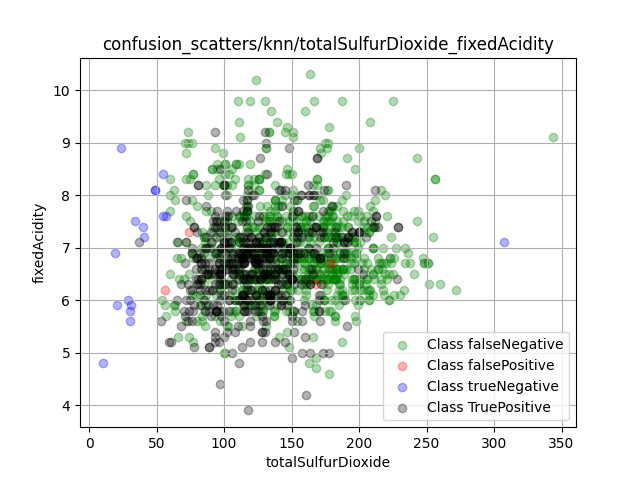 confusion_scatters/knn/totalSulfurDioxide_fixedAcidity
10
9
8
7
6
5
4
fixedAcidity
Class falseNegative
Class falsePositive
Class trueNegative
Class TruePositive
0
50
100
150
200
250
300
350
totalSulfurDioxide